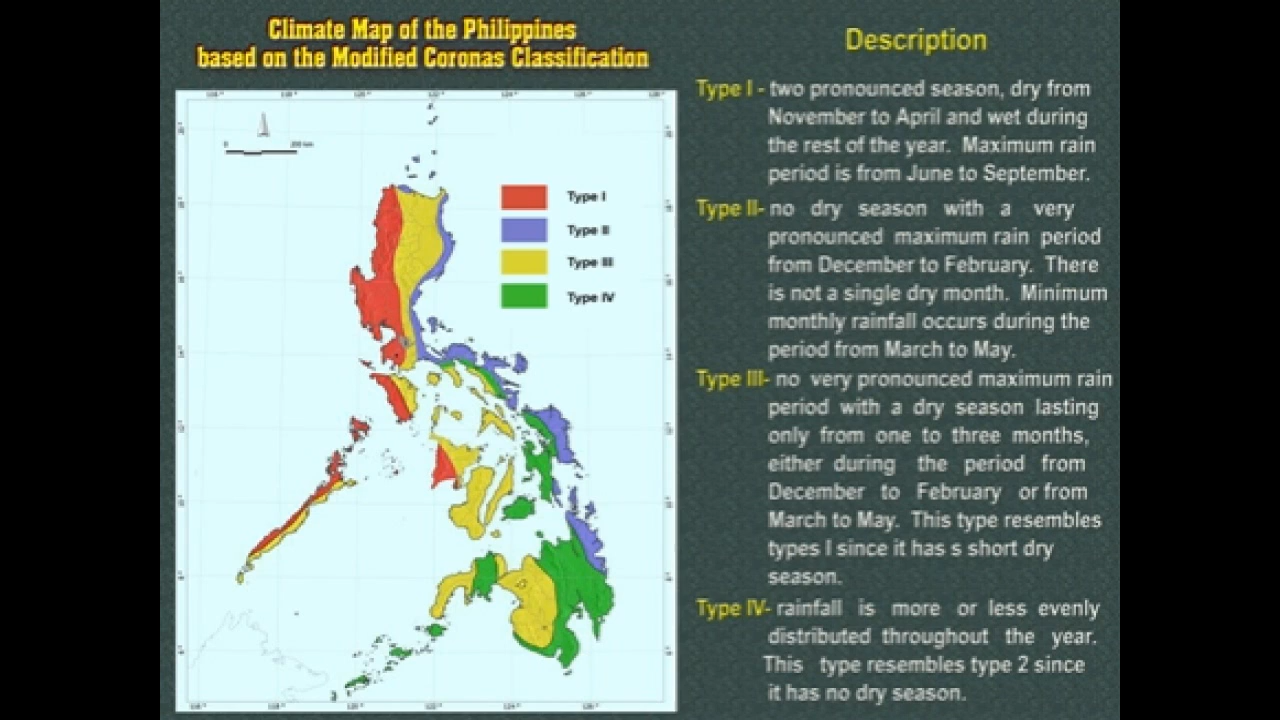 Climate Map of the Philippines
based on the Modified Coronas Classification
Type I
Type II
Type III
Type IV
Description
Type I - two pronounced season, dry from
November to April and wet during
the rest of the year. Maximum rain
period is from June to September.
Type II- no dry season with a very
pronounced maximum rain period
from December to February. There
is not a single dry month. Minimum
monthly rainfall occurs during the
period from March to May.
Type III- no very pronounced maximum rain
period with a dry season lasting
only from one to three months,
either during the period from
December to February or from
March to May. This type resembles
types I since it has s short dry
season.
Type IV- rainfall is more or less evenly
distributed throughout the year.
This type resembles type 2 since
it has no dry season.